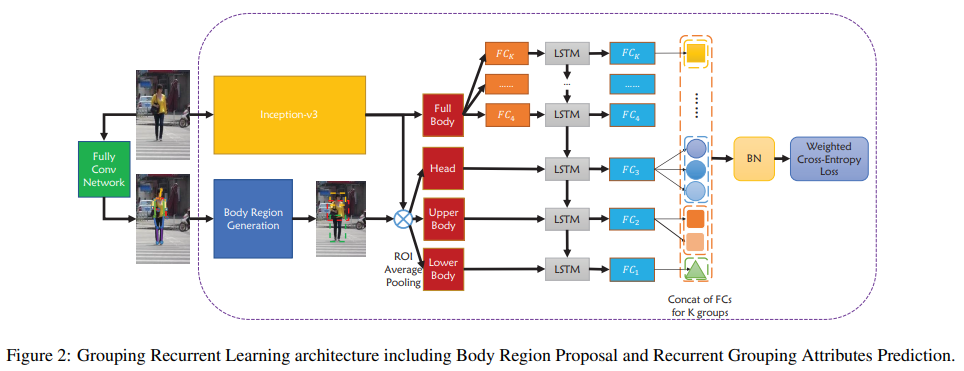 Fully
Conv
Network
Inception-v3
Body Region
Generation
ROI
Average
Pooling
Full
Body
Head
Upper
Body
Lower
Body
FC_K
......
FC_4
LSTM
...
LSTM
LSTM
LSTM
LSTM
FC_K
......
FC_4
FC_3
FC_2
FC_1
......
Concat of FCs
for K groups
BN
Weighted
Cross-Entropy
Loss
Figure 2: Grouping Recurrent Learning architecture including Body Region Proposal and Recurrent Grouping Attributes Prediction.